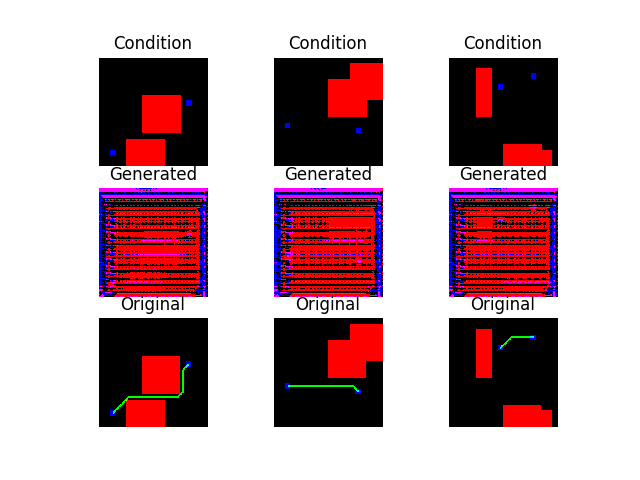 Condition Condition Condition
Generated Generated Generated
Original Original Original